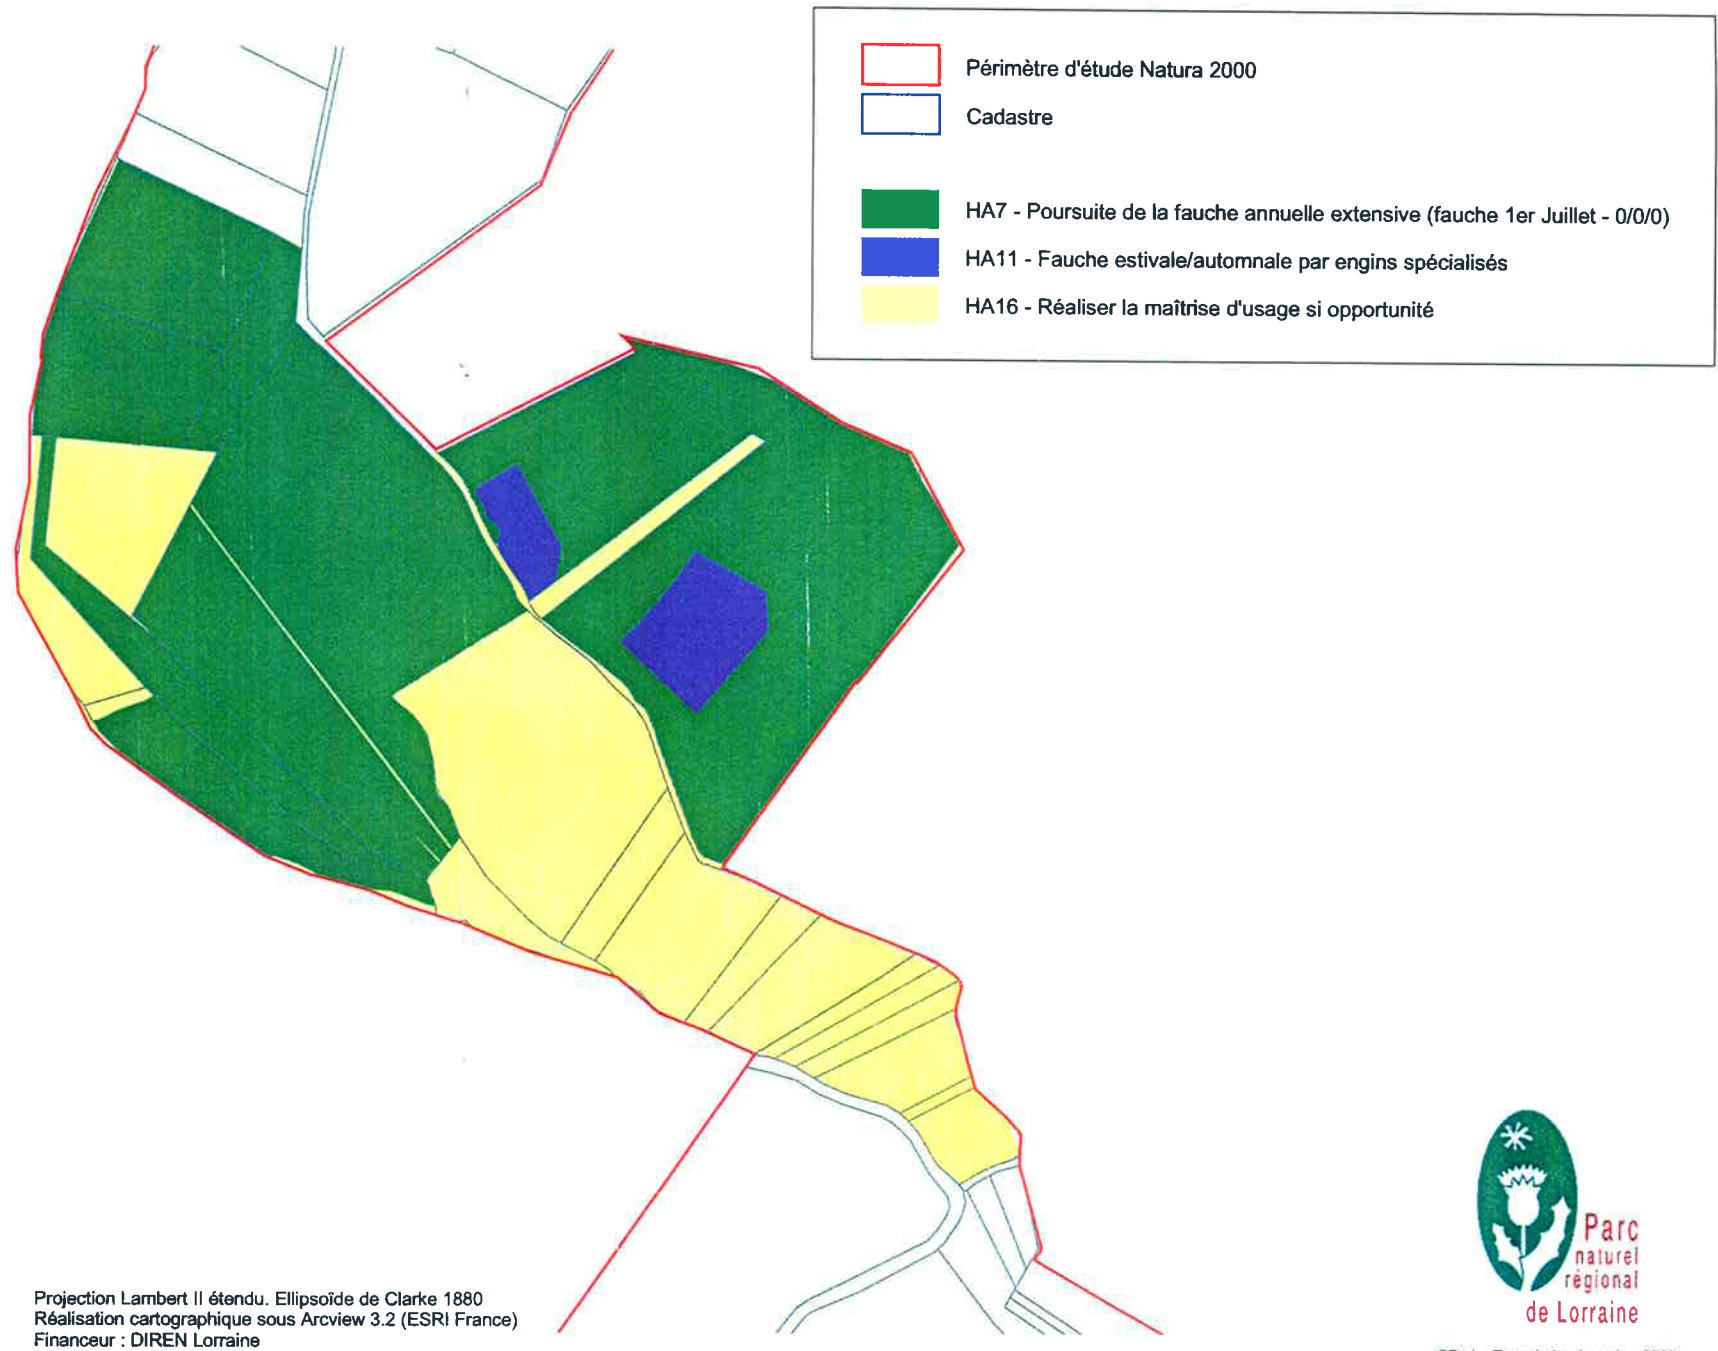 Périmètre d'étude Natura 2000
Cadastre
HA7 - Poursuite de la fauche annuelle extensive (fauche 1er Juillet - 0/0/0)
HA11 - Fauche estivale/automnale par engins spécialisés
HA16 - Réaliser la maîtrise d'usage si opportunité
Parc
naturel
régional
de Lorraine
Projection Lambert II étendu. Ellipsoïde de Clarke 1880
Réalisation cartographique sous Arcview 3.2 (ESRI France)
Financeur : DIREN Lorraine